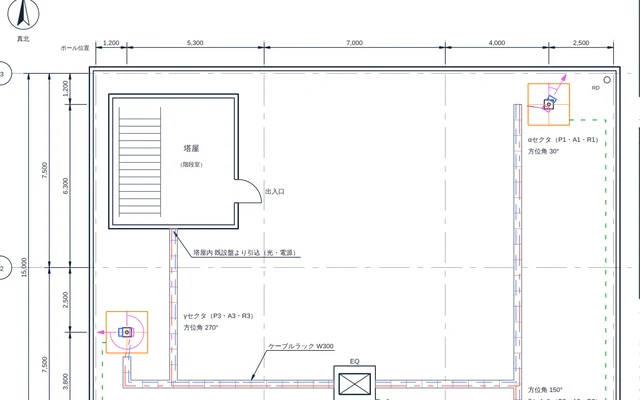 真北
ポール位置
1,200
5,300
7,000
4,000
2,500
3
1,200
RD
7,500
6,300
塔屋
(階段室)
αセクタ（P1・A1・R1）
方位角 30°
出入口
塔屋内 既設盤より引込（光・電源）
2
15,000
2,500
γセクタ（P3・A3・R3）
方位角 270°
ケーブルラック W300
EQ
7,500
3,800
方位角 150°